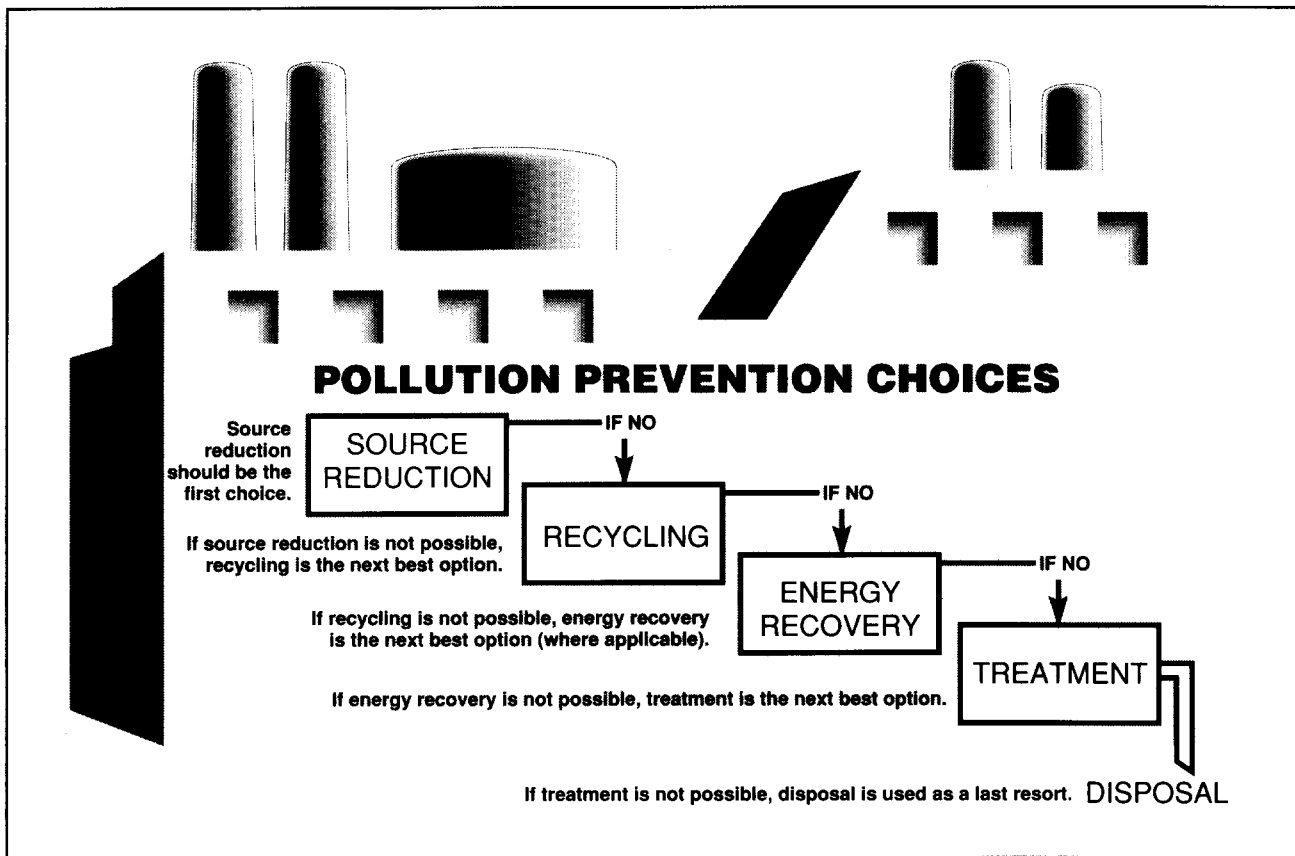 POLLUTION PREVENTION CHOICES
Source
reduction
should be the
first choice.
SOURCE
REDUCTION
IF NO
If source reduction is not possible,
recycling is the next best option.
RECYCLING
IF NO
If recycling is not possible, energy recovery
is the next best option (where applicable).
ENERGY
RECOVERY
IF NO
If energy recovery is not possible, treatment is the next best option.
TREATMENT
If treatment is not possible, disposal is used as a last resort.
DISPOSAL